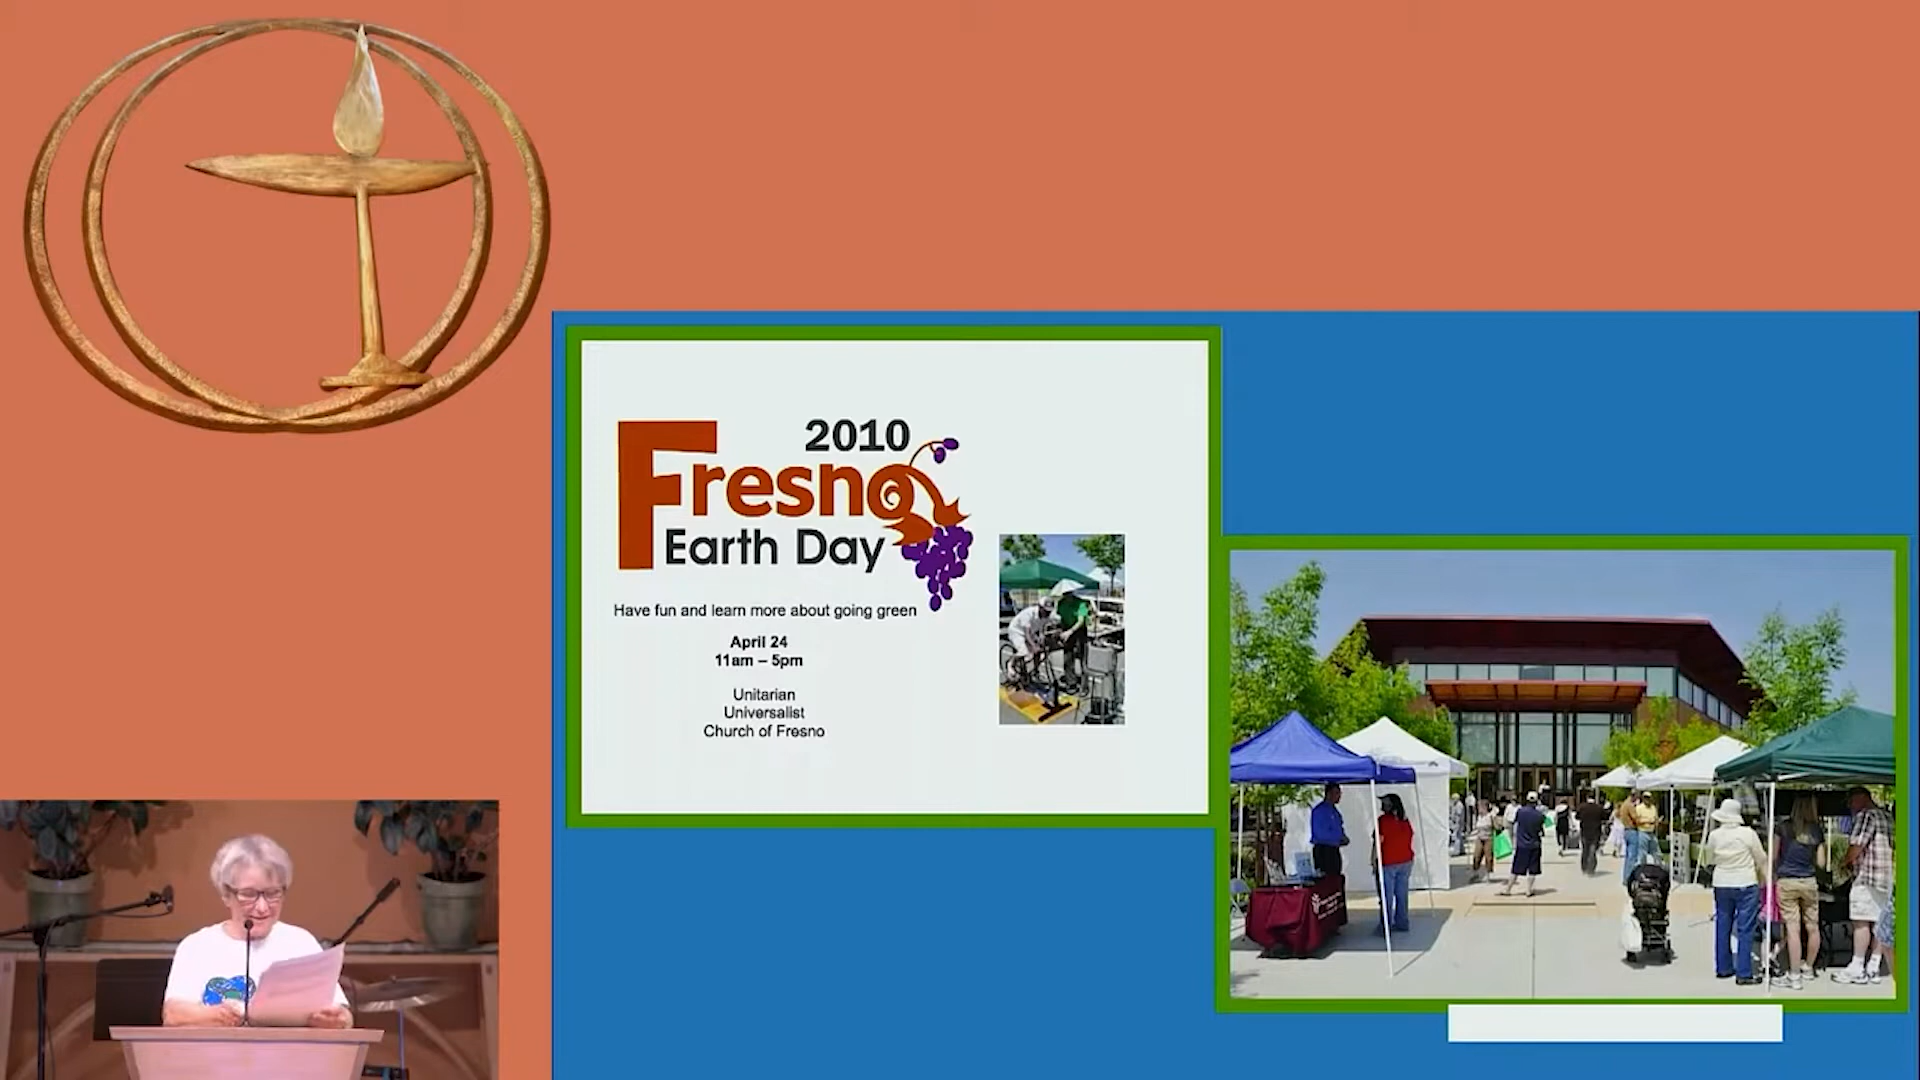 2010
Fresno
Earth Day
Have fun and learn more about going green
April 24
11am – 5pm
Unitarian
Universalist
Church of Fresno